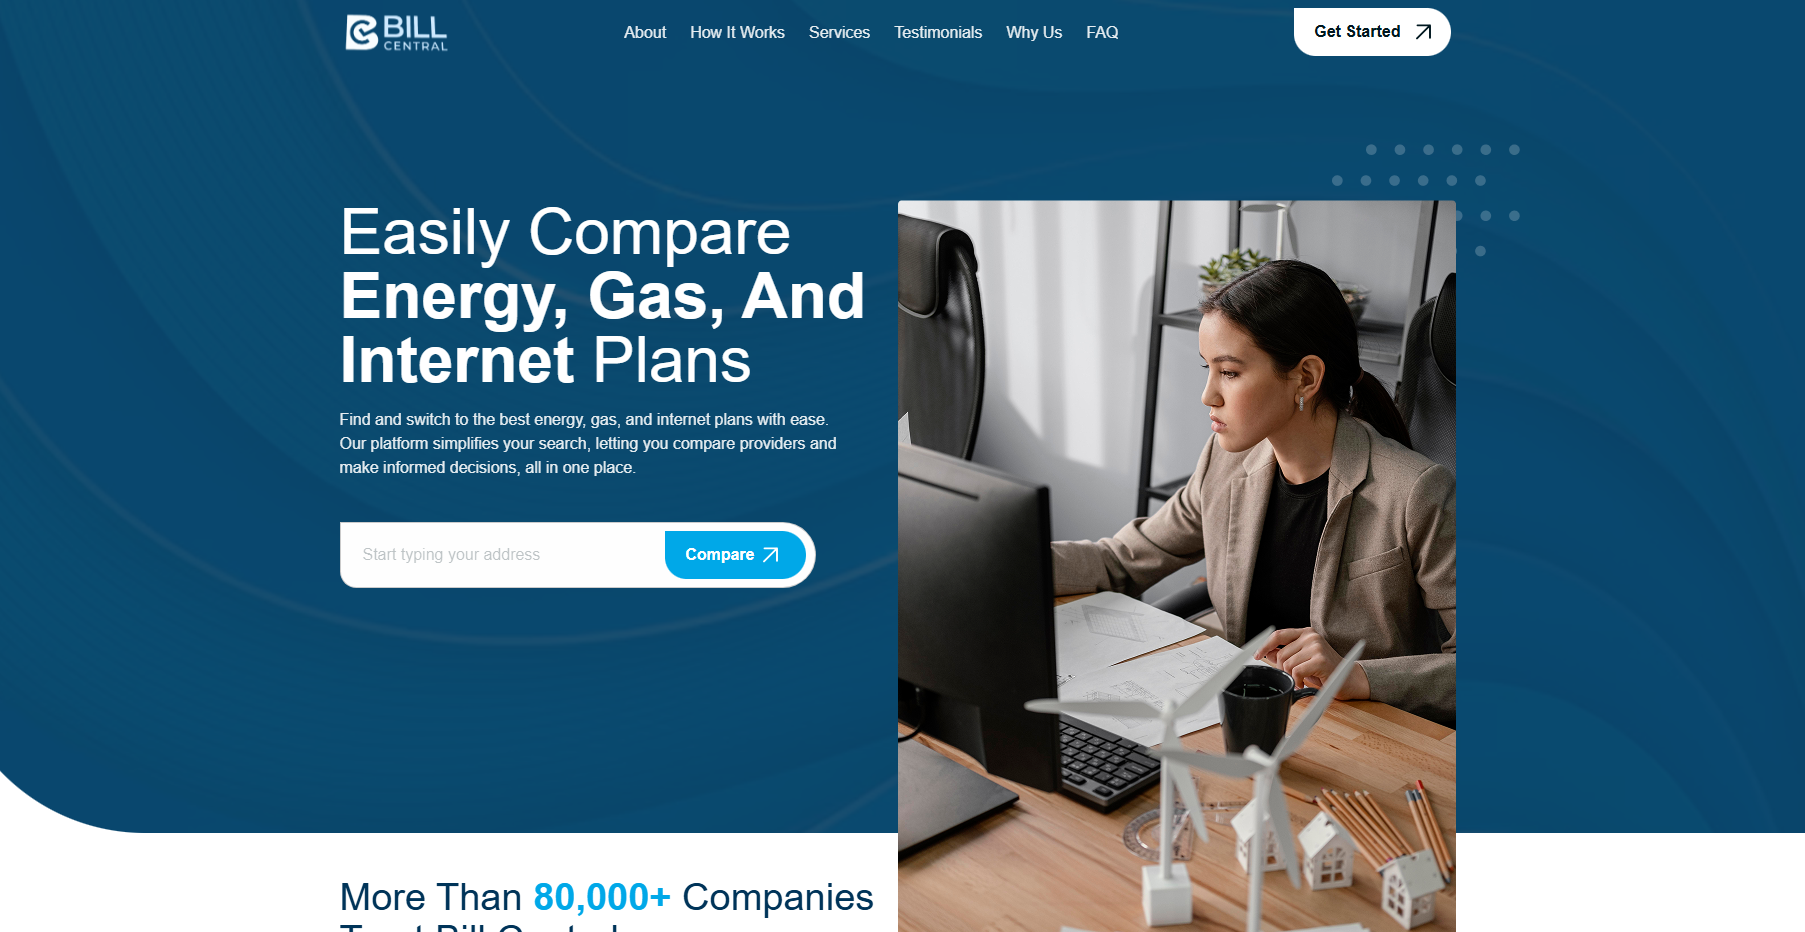 BILL
CENTRAL
About
How It Works
Services
Testimonials
Why Us
FAQ
Get Started
Easily Compare
Energy, Gas, And
Internet Plans
Find and switch to the best energy, gas, and internet plans with ease.
Our platform simplifies your search, letting you compare providers and
make informed decisions, all in one place.
Start typing your address
Compare
More Than 80,000+ Companies
Trust Bill Central